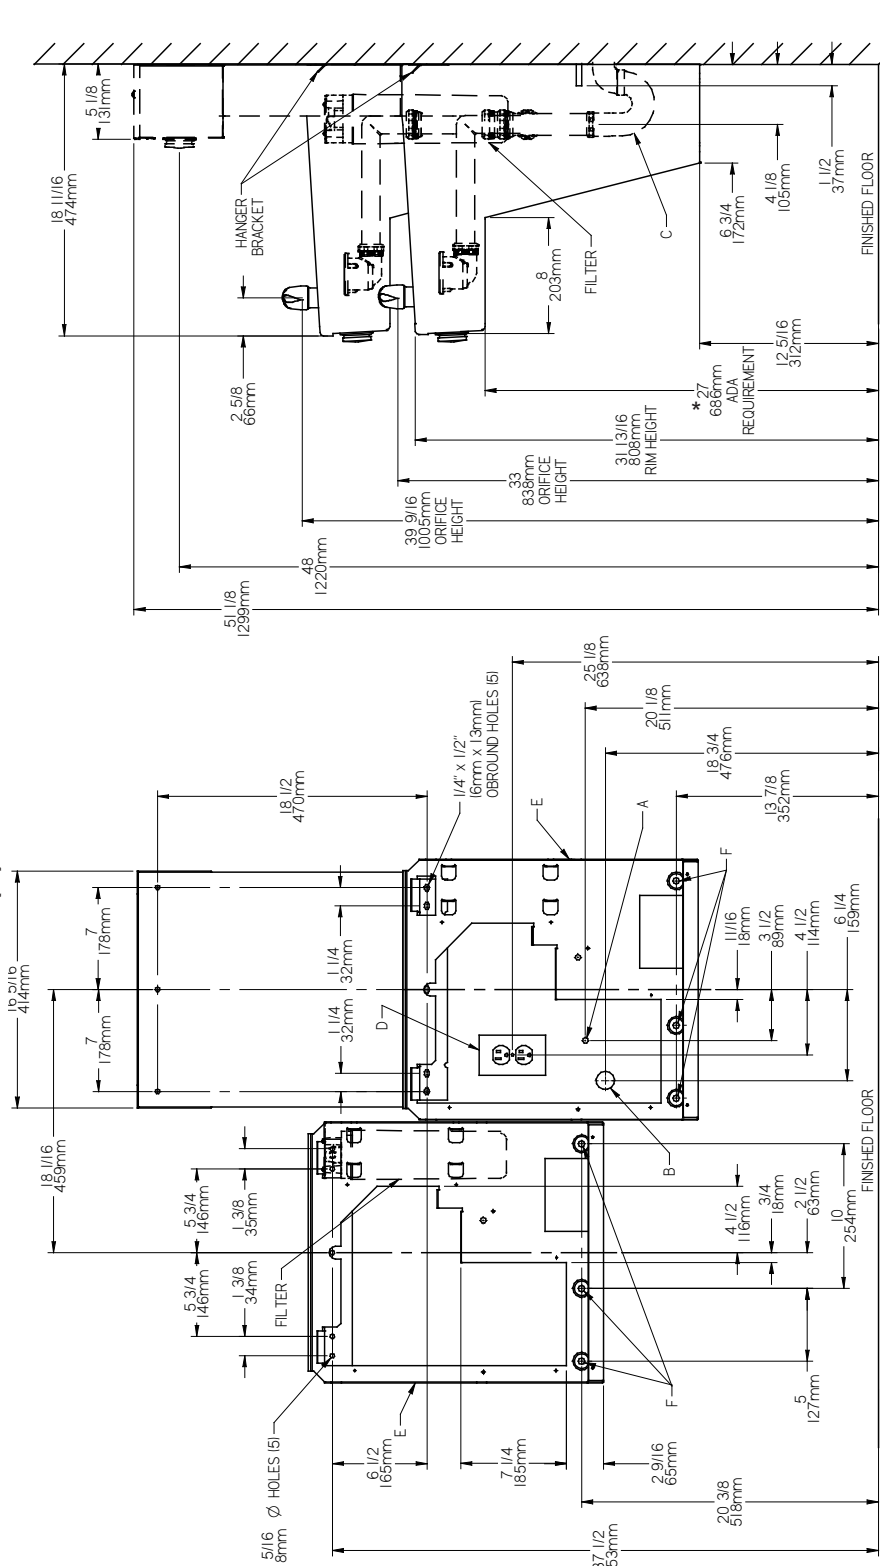 5 1/8
131mm
18 11/16
474mm
HANGER
BRACKET
2 5/8
66mm
8
203mm
FILTER
C
6 3/4
172mm
4 1/8
105mm
1 1/2
37mm
FINISHED FLOOR
12 5/16
312mm
* 27
686mm
ADA
REQUIREMENT
31 13/16
808mm
RIM HEIGHT
33
838mm
ORIFICE
HEIGHT
39 9/16
1005mm
ORIFICE
HEIGHT
48
1220mm
51 1/8
1299mm
25 1/8
638mm
20 1/8
511mm
18 3/4
476mm
13 7/8
352mm
18 1/2
470mm
1/4" x 1/2"
(6mm x 13mm)
OBROUND HOLES (5)
E
A
F
16 5/16
414mm
7
178mm
7
178mm
1 1/4
32mm
1 1/4
32mm
D
11/16
18mm
3 1/2
89mm
4 1/2
114mm
6 1/4
159mm
B
18 1/16
459mm
5 3/4
146mm
5 3/4
146mm
1 3/8
35mm
1 3/8
34mm
FILTER
4 1/2
116mm
3/4
18mm
2 1/2
63mm
10
254mm
FINISHED FLOOR
5
127mm
F
E
5/16 Ø HOLES (5)
8mm
6 1/2
165mm
7 1/4
185mm
2 9/16
65mm
20 3/8
518mm
37 1/2
53mm